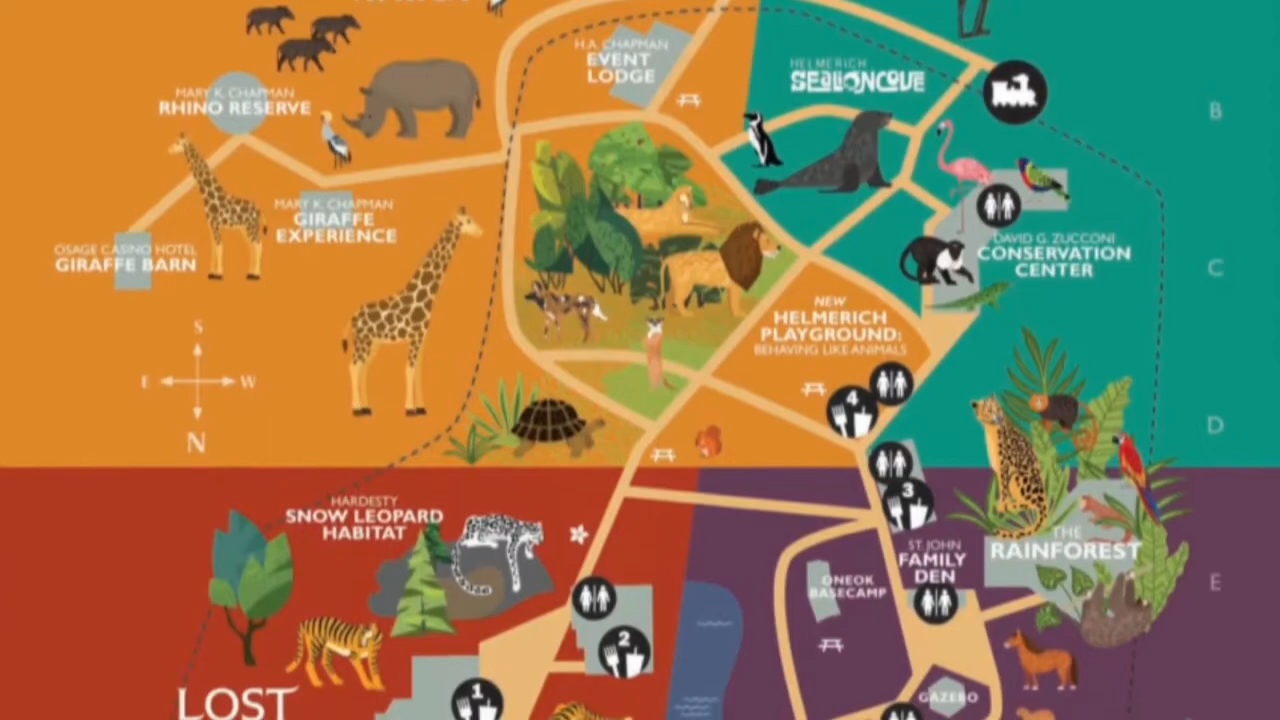 H.A. CHAPMAN
EVENT
LODGE
HELMERICH
SEALIONCOVE
B
MARY K. CHAPMAN
RHINO RESERVE
MARY K. CHAPMAN
GIRAFFE
EXPERIENCE
OSAGE CASINO HOTEL
GIRAFFE BARN
DAVID G. ZUCCONI
CONSERVATION
CENTER
C
NEW
HELMERICH
PLAYGROUND:
BEHAVING LIKE ANIMALS
S
E
W
N
4
D
3
HARDESTY
SNOW LEOPARD
HABITAT
THE
RAINFOREST
ST. JOHN
FAMILY
DEN
ONEOK
BASECAMP
E
2
1
LOST
GAZEBO